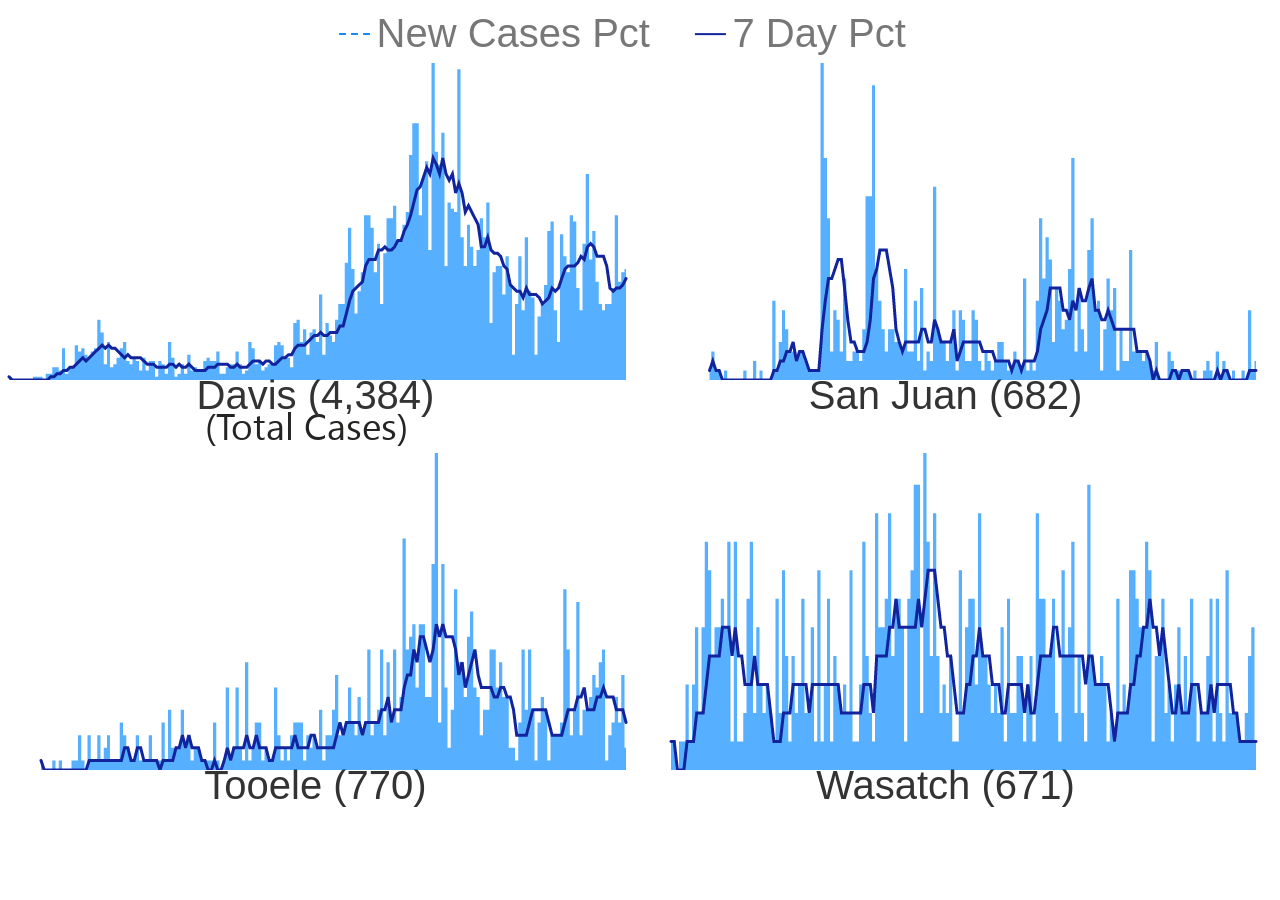 New Cases Pct 7 Day Pct
Davis (4,384) San Juan (682)
(Total Cases)
Tooele (770) Wasatch (671)